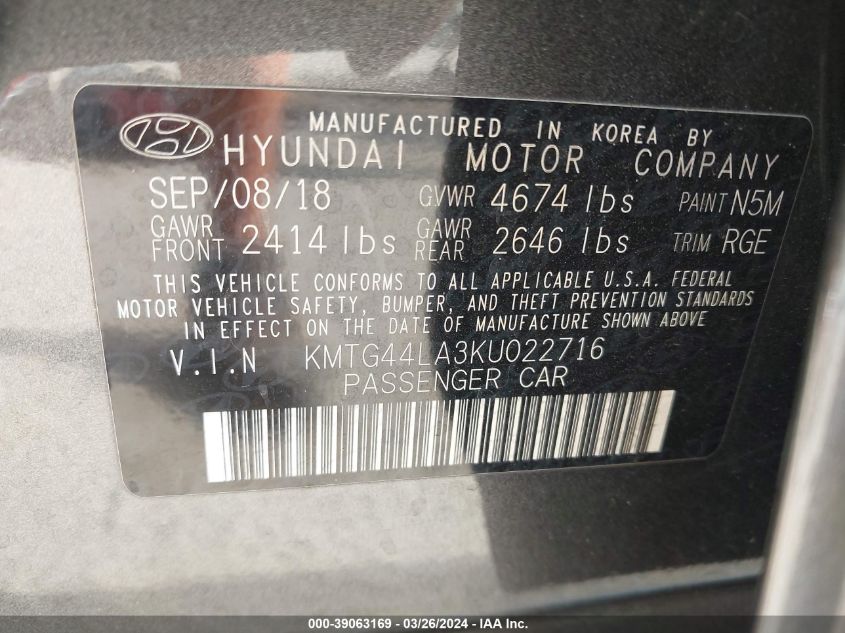 MANUFACTURED IN KOREA BY
HYUNDAI MOTOR COMPANY
SEP/08/18 GVWR 4674 lbs PAINT N5M
GAWR FRONT 2414 lbs GAWR REAR 2646 lbs TRIM RGE
THIS VEHICLE CONFORMS TO ALL APPLICABLE U.S.A. FEDERAL
MOTOR VEHICLE SAFETY, BUMPER, AND THEFT PREVENTION STANDARDS
IN EFFECT ON THE DATE OF MANUFACTURE SHOWN ABOVE
V.I.N KMTG44LA3KU022716
PASSENGER CAR
000-39063169 - 03/26/2024 - IAA Inc.